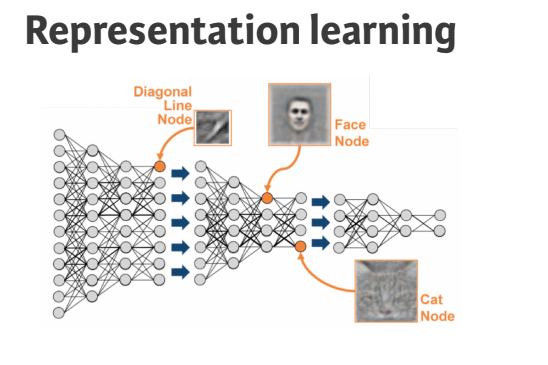 Representation learning
Diagonal
Line
Node
Face
Node
Cat
Node